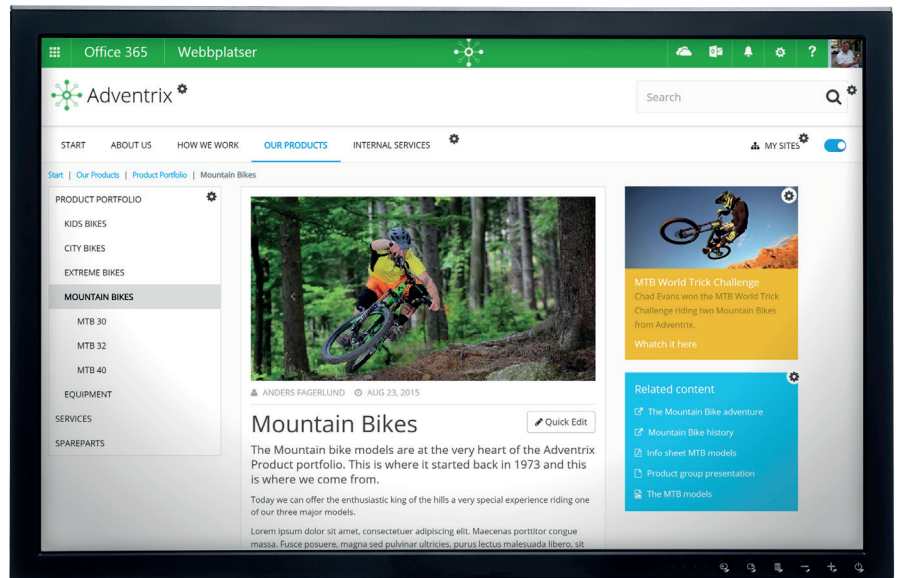 Office 365
Webbplatser
?
Adventrix
Search
START ABOUT US HOW WE WORK OUR PRODUCTS INTERNAL SERVICES
MY SITES
Start | Our Products | Product Portfolio | Mountain Bikes
PRODUCT PORTFOLIO
KIDS BIKES
CITY BIKES
EXTREME BIKES
MOUNTAIN BIKES
MTB 30
MTB 32
MTB 40
EQUIPMENT
SERVICES
SPAREPARTS
ANDERS FAGERLUND AUG 23, 2015
Mountain Bikes
Quick Edit
The Mountain bike models are at the very heart of the Adventrix
Product portfolio. This is where it started back in 1973 and this
is where we come from.
Today we can offer the enthusiastic king of the hills a very special experience riding one
of our three major models.
Lorem ipsum dolor sit amet, consectetuer adipiscing elit. Maecenas porttitor congue
massa. Fusce posuere, magna sed pulvinar ultricies, purus lectus malesuada libero, sit
MTB World Trick Challenge
Chad Evans won the MTB World Trick
Challenge riding two Mountain Bikes
from Adventrix.
Whatch it here
Related content
The Mountain Bike adventure
Mountain Bike history
Info sheet MTB models
Product group presentation
The MTB models